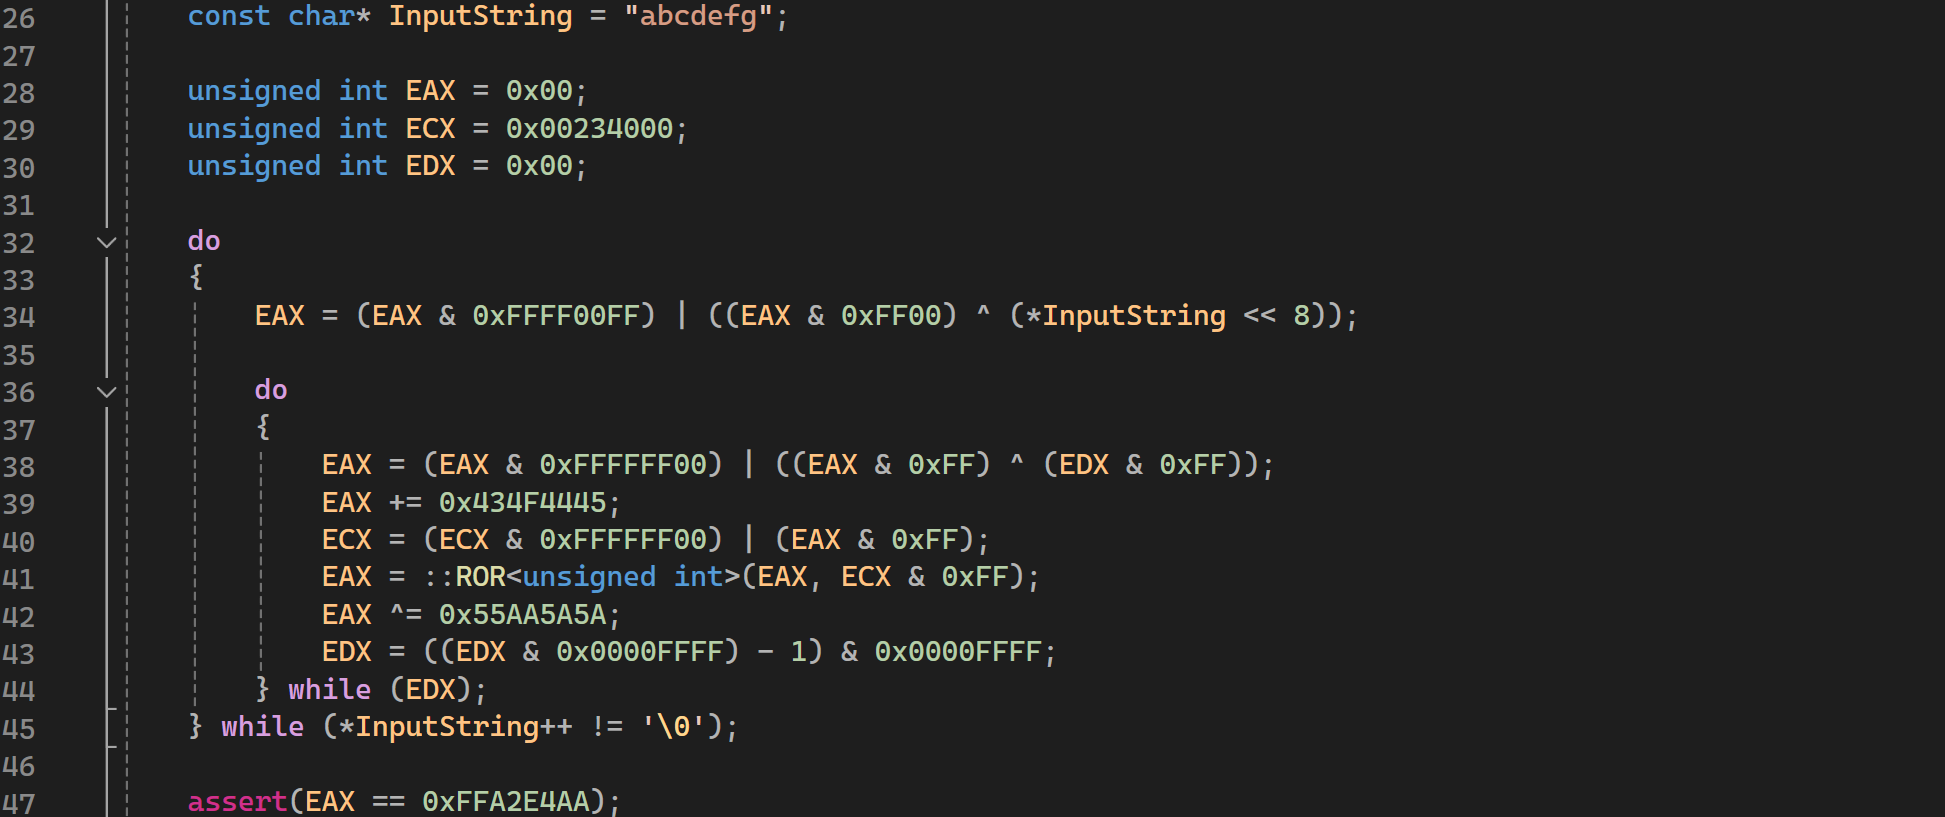 26 const char* InputString = "abcdefg";
27
28 unsigned int EAX = 0x00;
29 unsigned int ECX = 0x00234000;
30 unsigned int EDX = 0x00;
31
32 do
33 {
34 EAX = (EAX & 0xFFFF00FF) | ((EAX & 0xFF00) ^ (*InputString << 8));
35
36 do
37 {
38 EAX = (EAX & 0xFFFFFF00) | ((EAX & 0xFF) ^ (EDX & 0xFF));
39 EAX += 0x434F4445;
40 ECX = (ECX & 0xFFFFFF00) | (EAX & 0xFF);
41 EAX = ::ROR<unsigned int>(EAX, ECX & 0xFF);
42 EAX ^= 0x55AA5A5A;
43 EDX = ((EDX & 0x0000FFFF) - 1) & 0x0000FFFF;
44 } while (EDX);
45 } while (*InputString++ != '\0');
46
47 assert(EAX == 0xFFA2E4AA);